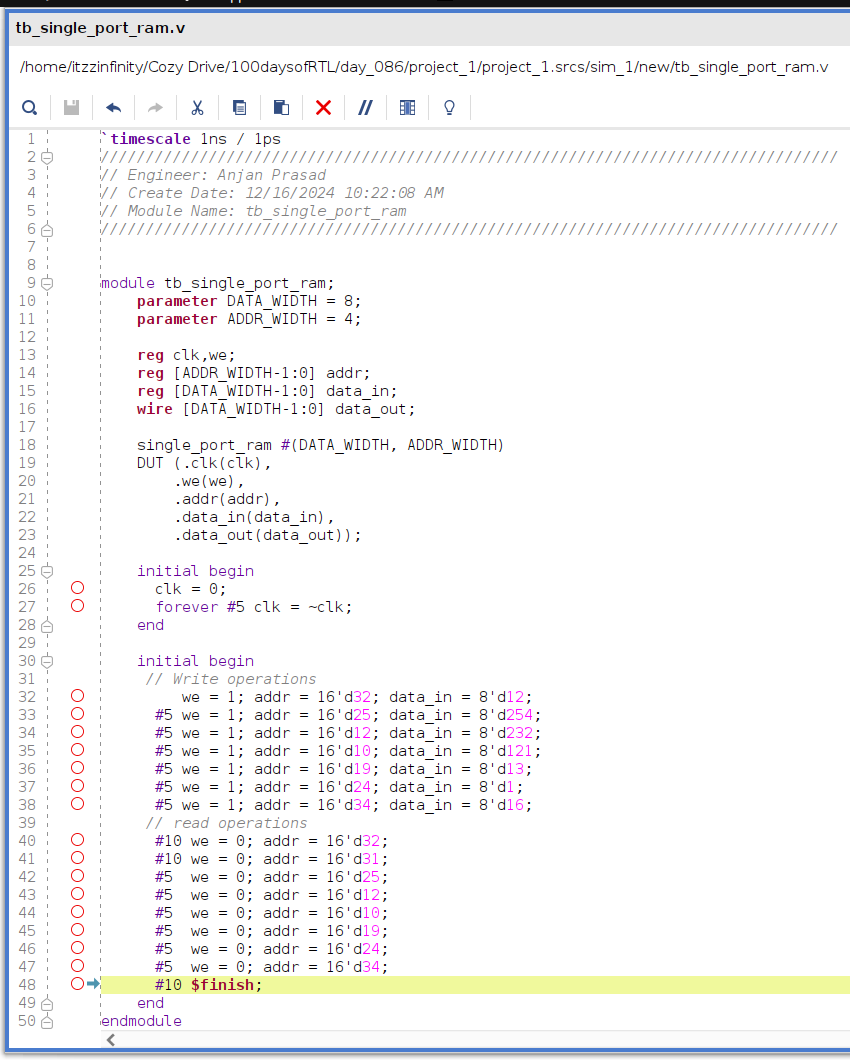 tb_single_port_ram.v
/home/itzzinfinity/Cozy Drive/100daysofRTL/day_086/project_1/project_1.srcs/sim_1/new/tb_single_port_ram.v
1 `timescale 1ns / 1ps
2 //////////////////////////////////////////////////////////////////////////////////
3 // Engineer: Anjan Prasad
4 // Create Date: 12/16/2024 10:22:08 AM
5 // Module Name: tb_single_port_ram
6 //////////////////////////////////////////////////////////////////////////////////
7
8
9 module tb_single_port_ram;
10     parameter DATA_WIDTH = 8;
11     parameter ADDR_WIDTH = 4;
12
13     reg clk,we;
14     reg [ADDR_WIDTH-1:0] addr;
15     reg [DATA_WIDTH-1:0] data_in;
16     wire [DATA_WIDTH-1:0] data_out;
17
18     single_port_ram #(DATA_WIDTH, ADDR_WIDTH)
19     DUT (.clk(clk),
20         .we(we),
21         .addr(addr),
22         .data_in(data_in),
23         .data_out(data_out));
24
25     initial begin
26       clk = 0;
27       forever #5 clk = ~clk;
28     end
29
30     initial begin
31      // Write operations
32          we = 1; addr = 16'd32; data_in = 8'd12;
33       #5 we = 1; addr = 16'd25; data_in = 8'd254;
34       #5 we = 1; addr = 16'd12; data_in = 8'd232;
35       #5 we = 1; addr = 16'd10; data_in = 8'd121;
36       #5 we = 1; addr = 16'd19; data_in = 8'd13;
37       #5 we = 1; addr = 16'd24; data_in = 8'd1;
38       #5 we = 1; addr = 16'd34; data_in = 8'd16;
39      // read operations
40       #10 we = 0; addr = 16'd32;
41       #10 we = 0; addr = 16'd31;
42       #5  we = 0; addr = 16'd25;
43       #5  we = 0; addr = 16'd12;
44       #5  we = 0; addr = 16'd10;
45       #5  we = 0; addr = 16'd19;
46       #5  we = 0; addr = 16'd24;
47       #5  we = 0; addr = 16'd34;
48       #10 $finish;
49     end
50 endmodule